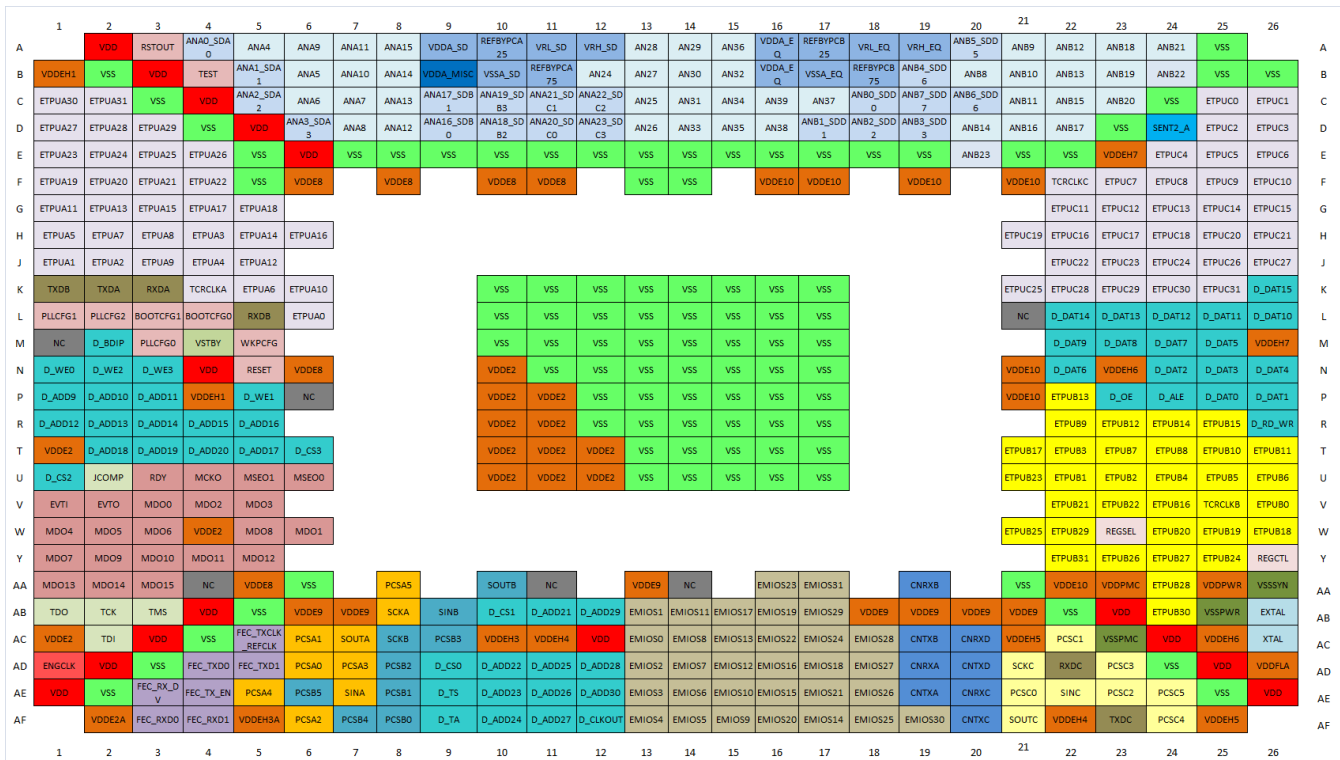 1 2 3 4 5 6 7 8 9 10 11 12 13 14 15 16 17 18 19 20 21 22 23 24 25 26
A VDD RSTOUT ANA0_SDA0 ANA4 ANA9 ANA11 ANA15 VDDA_SD REFBYPCA25 VRL_SD VRH_SD AN28 AN29 AN36 VDDA_EQ REFBYPCB25 VRL_EQ VRH_EQ ANB5_SDD5 ANB9 ANB12 ANB18 ANB21 VSS A
B VDDEH1 VSS VDD TEST ANA1_SDA1 ANA5 ANA10 ANA14 VDDA_MISC VSSA_SD REFBYPCA75 AN24 AN27 AN30 AN32 VDDA_EQ VSSA_EQ REFBYPCB75 ANB4_SDD6 ANB8 ANB10 ANB13 ANB19 ANB22 VSS VSS B
C ETPUA30 ETPUA31 VSS VDD ANA2_SDA2 ANA6 ANA7 ANA13 ANA17_SDB1 ANA19_SDB3 ANA21_SDC1 ANA22_SDC2 AN25 AN31 AN34 AN39 AN37 ANB0_SDD0 ANB7_SDD7 ANB6_SDD6 ANB11 ANB15 ANB20 VSS ETPUC0 ETPUC1 C
D ETPUA27 ETPUA28 ETPUA29 VSS VDD ANA3_SDA3 ANA8 ANA12 ANA16_SDB0 ANA18_SDB2 ANA20_SDC0 ANA23_SDC3 AN26 AN33 AN35 AN38 ANB1_SDD1 ANB2_SDD2 ANB3_SDD3 ANB14 ANB16 ANB17 VSS SENT2_A ETPUC2 ETPUC3 D
E ETPUA23 ETPUA24 ETPUA25 ETPUA26 VSS VDD VSS VSS VSS VSS VSS VSS VSS VSS VSS VSS VSS VSS VSS ANB23 VSS VSS VDDEH7 ETPUC4 ETPUC5 ETPUC6 E
F ETPUA19 ETPUA20 ETPUA21 ETPUA22 VSS VDDE8 VDDE8 VDDE8 VDDE8 VSS VSS VDDE10 VDDE10 VDDE10 VDDE10 TCRCLKC ETPUC7 ETPUC8 ETPUC9 ETPUC10 F
G ETPUA11 ETPUA13 ETPUA15 ETPUA17 ETPUA18 ETPUC11 ETPUC12 ETPUC13 ETPUC14 ETPUC15 G
H ETPUA5 ETPUA7 ETPUA8 ETPUA3 ETPUA14 ETPUA16 ETPUC19 ETPUC16 ETPUC17 ETPUC18 ETPUC20 ETPUC21 H
J ETPUA1 ETPUA2 ETPUA9 ETPUA4 ETPUA12 ETPUC22 ETPUC23 ETPUC24 ETPUC26 ETPUC27 J
K TXDB TXDA RXDA TCRCLKA ETPUA6 ETPUA10 VSS VSS VSS VSS VSS VSS VSS VSS ETPUC25 ETPUC28 ETPUC29 ETPUC30 ETPUC31 D_DAT15 K
L PLLCFG1 PLLCFG2 BOOTCFG1 BOOTCFG0 RXDB ETPUA0 VSS VSS VSS VSS VSS VSS VSS VSS NC D_DAT14 D_DAT13 D_DAT12 D_DAT11 D_DAT10 L
M NC D_BDIP PLLCFG0 VSTBY WKPCFG VSS VSS VSS VSS VSS VSS VSS VSS D_DAT9 D_DAT8 D_DAT7 D_DAT5 VDDEH7 M
N D_WE0 D_WE2 D_WE3 VDD RESET VDDE8 VDDE2 VSS VSS VSS VSS VSS VSS VSS VDDE10 D_DAT6 VDDEH6 D_DAT2 D_DAT3 D_DAT4 N
P D_ADD9 D_ADD10 D_ADD11 VDDEH1 D_WE1 NC VDDE2 VDDE2 VSS VSS VSS VSS VSS VSS VDDE10 ETPUB13 D_OE D_ALE D_DAT0 D_DAT1 P
R D_ADD12 D_ADD13 D_ADD14 D_ADD15 D_ADD16 VDDE2 VDDE2 VSS VSS VSS VSS VSS VSS ETPUB9 ETPUB12 ETPUB14 ETPUB15 D_RD_WR R
T VDDE2 D_ADD18 D_ADD19 D_ADD20 D_ADD17 D_CS3 VDDE2 VDDE2 VDDE2 VSS VSS VSS VSS VSS ETPUB17 ETPUB3 ETPUB7 ETPUB8 ETPUB10 ETPUB11 T
U D_CS2 JCOMP RDY MCKO MSEO1 MSEO0 VDDE2 VDDE2 VDDE2 VSS VSS VSS VSS VSS ETPUB23 ETPUB1 ETPUB2 ETPUB4 ETPUB5 ETPUB6 U
V EVTI EVTO MDO0 MDO2 MDO3 ETPUB21 ETPUB22 ETPUB16 TCRCLKB ETPUB0 V
W MDO4 MDO5 MDO6 VDDE2 MDO8 MDO1 ETPUB25 ETPUB29 REGSEL ETPUB20 ETPUB19 ETPUB18 W
Y MDO7 MDO9 MDO10 MDO11 MDO12 ETPUB31 ETPUB26 ETPUB27 ETPUB24 REGCTL Y
AA MDO13 MDO14 MDO15 NC VDDE8 VSS PCSA5 SOUTB NC VDDE9 NC EMIOS23 EMIOS31 CNRXB VSS VDDE10 VDDPMC ETPUB28 VDDPWR VSSSYN AA
AB TDO TCK TMS VDD VSS VDDE9 VDDE9 SCKA SINB D_CS1 D_ADD21 D_ADD29 EMIOS1 EMIOS11 EMIOS17 EMIOS19 EMIOS29 VDDE9 VDDE9 VDDE9 VDDE9 VSS VDD ETPUB30 VSSPWR EXTAL AB
AC VDDE2 TDI VDD VSS FEC_TXCLK_REFCLK PCSA1 SOUTA SCKB PCSB3 VDDEH3 VDDEH4 VDD EMIOS0 EMIOS8 EMIOS13 EMIOS22 EMIOS24 EMIOS28 CNTXB CNRXD VDDEH5 PCSC1 VSSPMC VDD VDDEH6 XTAL AC
AD ENGCLK VDD VSS FEC_TXD0 FEC_TXD1 PCSA0 PCSA3 PCSB2 D_CS0 D_ADD22 D_ADD25 D_ADD28 EMIOS2 EMIOS7 EMIOS12 EMIOS16 EMIOS18 EMIOS27 CNRXA CNTXD SCKC RXDC PCSC3 VSS VDD VDDFLA AD
AE VDD VSS FEC_RX_DV FEC_TX_EN PCSA4 PCSB5 SINA PCSB1 D_TS D_ADD23 D_ADD26 D_ADD30 EMIOS3 EMIOS6 EMIOS10 EMIOS15 EMIOS21 EMIOS26 CNTXA CNRXC PCSC0 SINC PCSC2 PCSC5 VSS VDD AE
AF VDDE2A FEC_RXD0 FEC_RXD1 VDDEH3A PCSA2 PCSB4 PCSB0 D_TA D_ADD24 D_ADD27 D_CLKOUT EMIOS4 EMIOS5 EMIOS9 EMIOS20 EMIOS14 EMIOS25 EMIOS30 CNTXC SOUTC VDDEH4 TXDC PCSC4 VDDEH5 AF
1 2 3 4 5 6 7 8 9 10 11 12 13 14 15 16 17 18 19 20 21 22 23 24 25 26